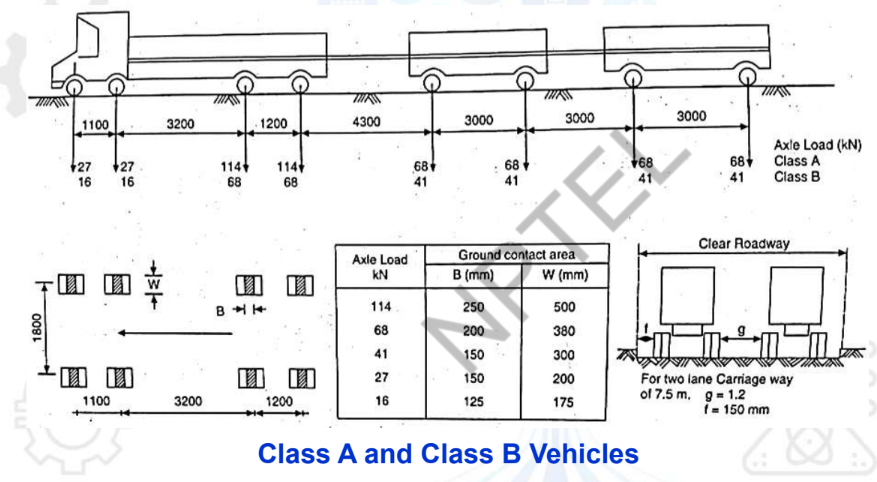 1100 3200 1200 4300 3000 3000 3000
Axle Load (kN)
27 27 114 114 68 68 68 68 Class A
16 16 68 68 41 41 41 41 Class B
Clear Roadway
Axle Load
kN
Ground contact area
B (mm) W (mm)
114 250 500
68 200 380
41 150 300
27 150 200
16 125 175
W
B
1800
1100 3200 1200
f g
For two lane Carriage way
of 7.5 m, g = 1.2
f = 150 mm
NPTEL
Class A and Class B Vehicles